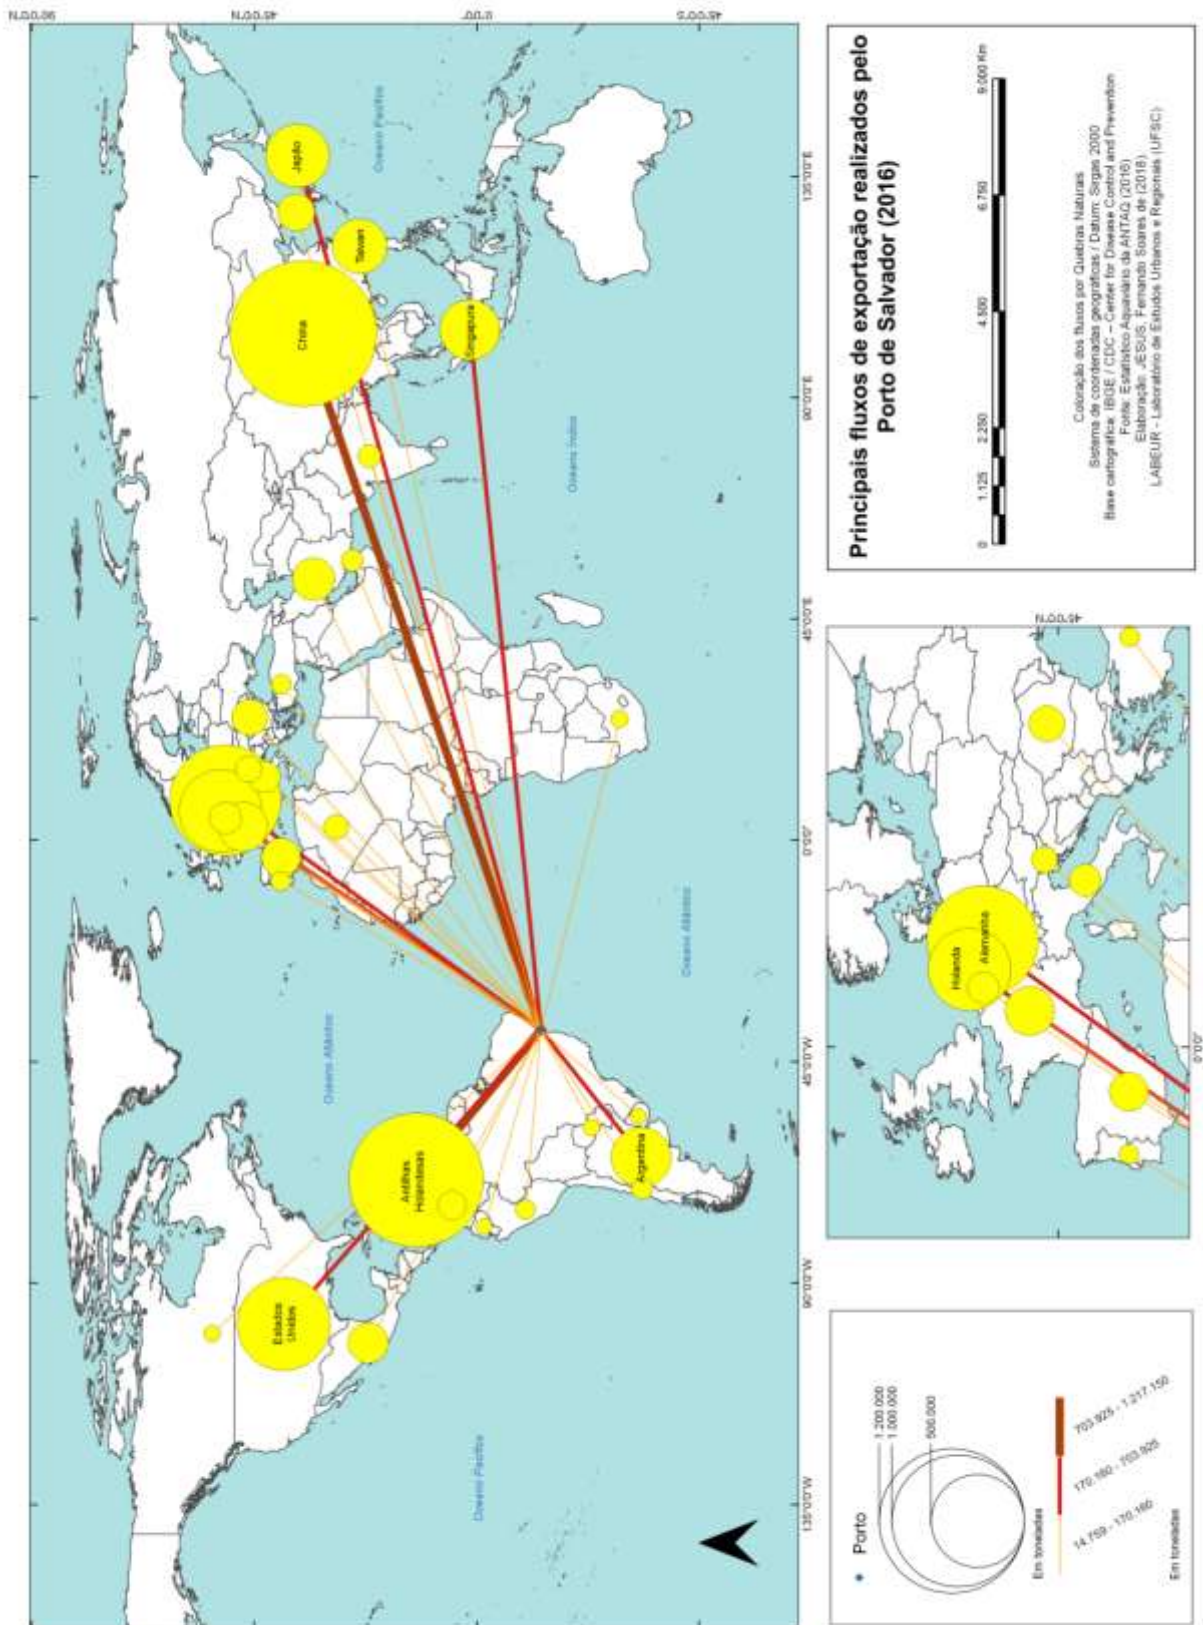 90°0'0"N
45°0'0"N
0°0'0"
45°0'0"S
135°0'0"W
90°0'0"W
45°0'0"W
0°0'0"
45°0'0"E
90°0'0"E
135°0'0"E
Estados
Unidos
Antilhas
Holandesas
Argentina
China
Japão
Taiwan
Singapura
Oceano Pacífico
Oceano Atlântico
Oceano Atlântico
Oceano Índico
Oceano Pacífico
Porto
1.200.000
1.000.000
500.000
Em toneladas
14.759 - 170.160
170.160 - 703.925
703.925 - 1.217.150
Em toneladas
Holanda
Alemanha
0°0'0"
45°0'0"N
Principais fluxos de exportação realizados pelo
Porto de Salvador (2016)
0 1.125 2.250 4.500 6.750 9.000 Km
Coloração dos fluxos por Quebras Naturais
Sistema de coordenadas geográficas / Datum: Sirgas 2000
Base cartográfica: IBGE / CDC – Center for Disease Control and Prevention
Fonte: Estatístico Aquaviário da ANTAQ (2016)
Elaboração: JESUS, Fernando Soares de (2018)
LABEUR - Laboratório de Estudos Urbanos e Regionais (UFSC)